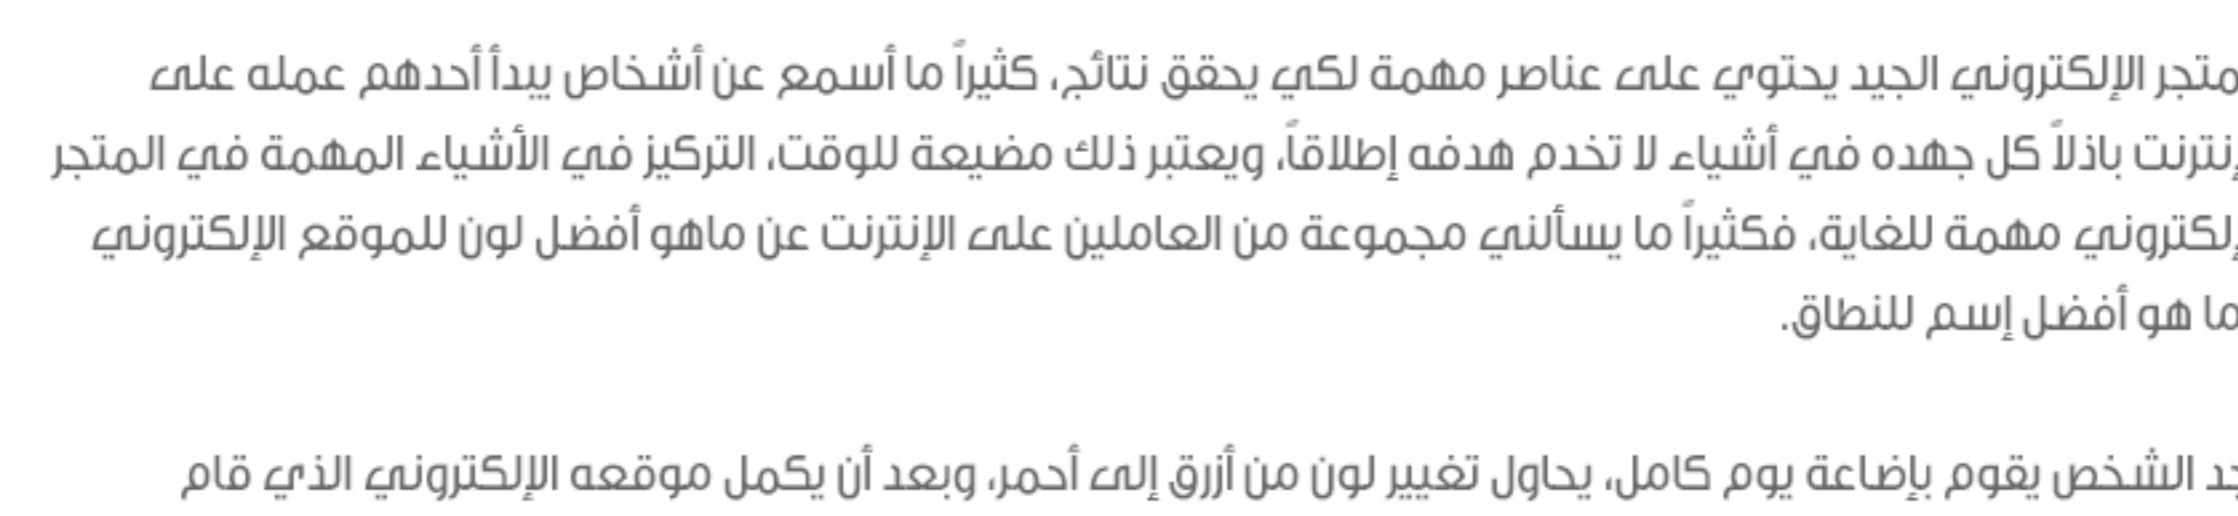 متجر الإلكتروني الجيد يحتوي على عناصر مهمة لكي يحقق نتائج، كثيراً ما أسمع عن أشخاص يبدأ أحدهم عمله على
إنترنت باذلاً كل جهده في أشياء لا تخدم هدفه إطلاقاً، ويعتبر ذلك مضيعة للوقت، التركيز في الأشياء المهمة في المتجر
إلكتروني مهمة للغاية، فكثيراً ما يسألني مجموعة من العاملين على الإنترنت عن ماهو أفضل لون للموقع الإلكتروني
ما هو أفضل إسم للنطاق.
جد الشخص يقوم بإضاعة يوم كامل، يحاول تغيير لون من أزرق إلى أحمر، وبعد أن يكمل موقعه الإلكتروني الذي قام